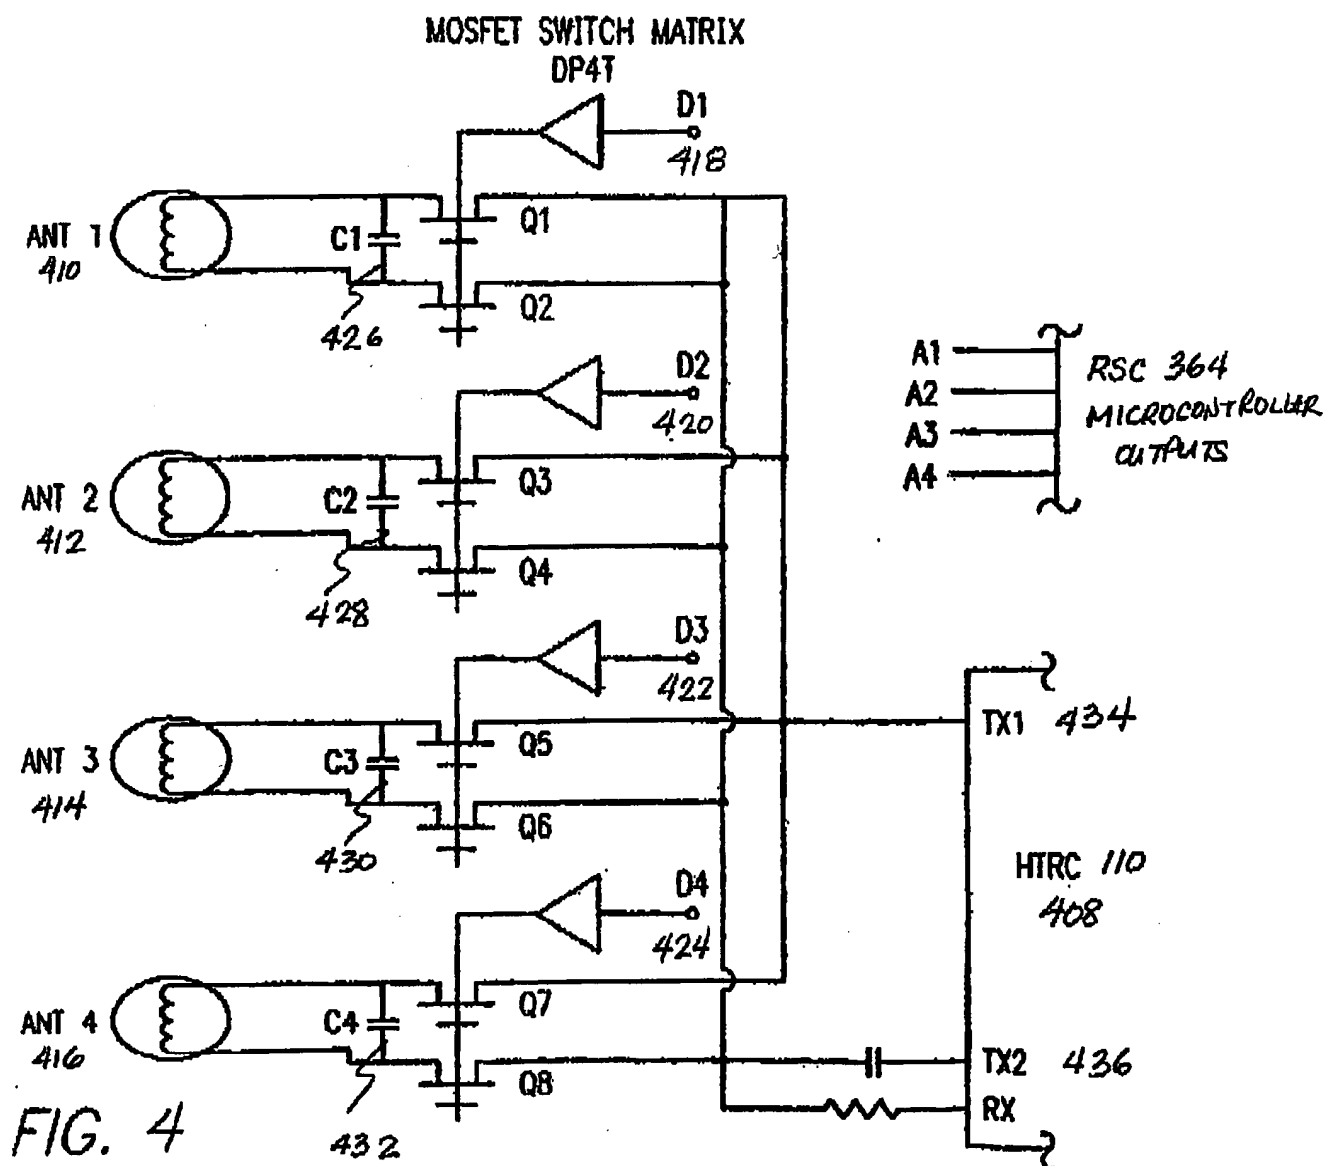 MOSFET SWITCH MATRIX
DP4T
D1
418
ANT 1
410
C1
Q1
Q2
426
D2
420
ANT 2
412
C2
Q3
Q4
428
A1
A2
A3
A4
RSC 364
MICROCONTROLLER
OUTPUTS
D3
422
ANT 3
414
C3
Q5
Q6
430
TX1 434
HTRC 110
408
D4
424
ANT 4
416
C4
Q7
Q8
432
TX2 436
RX
FIG. 4